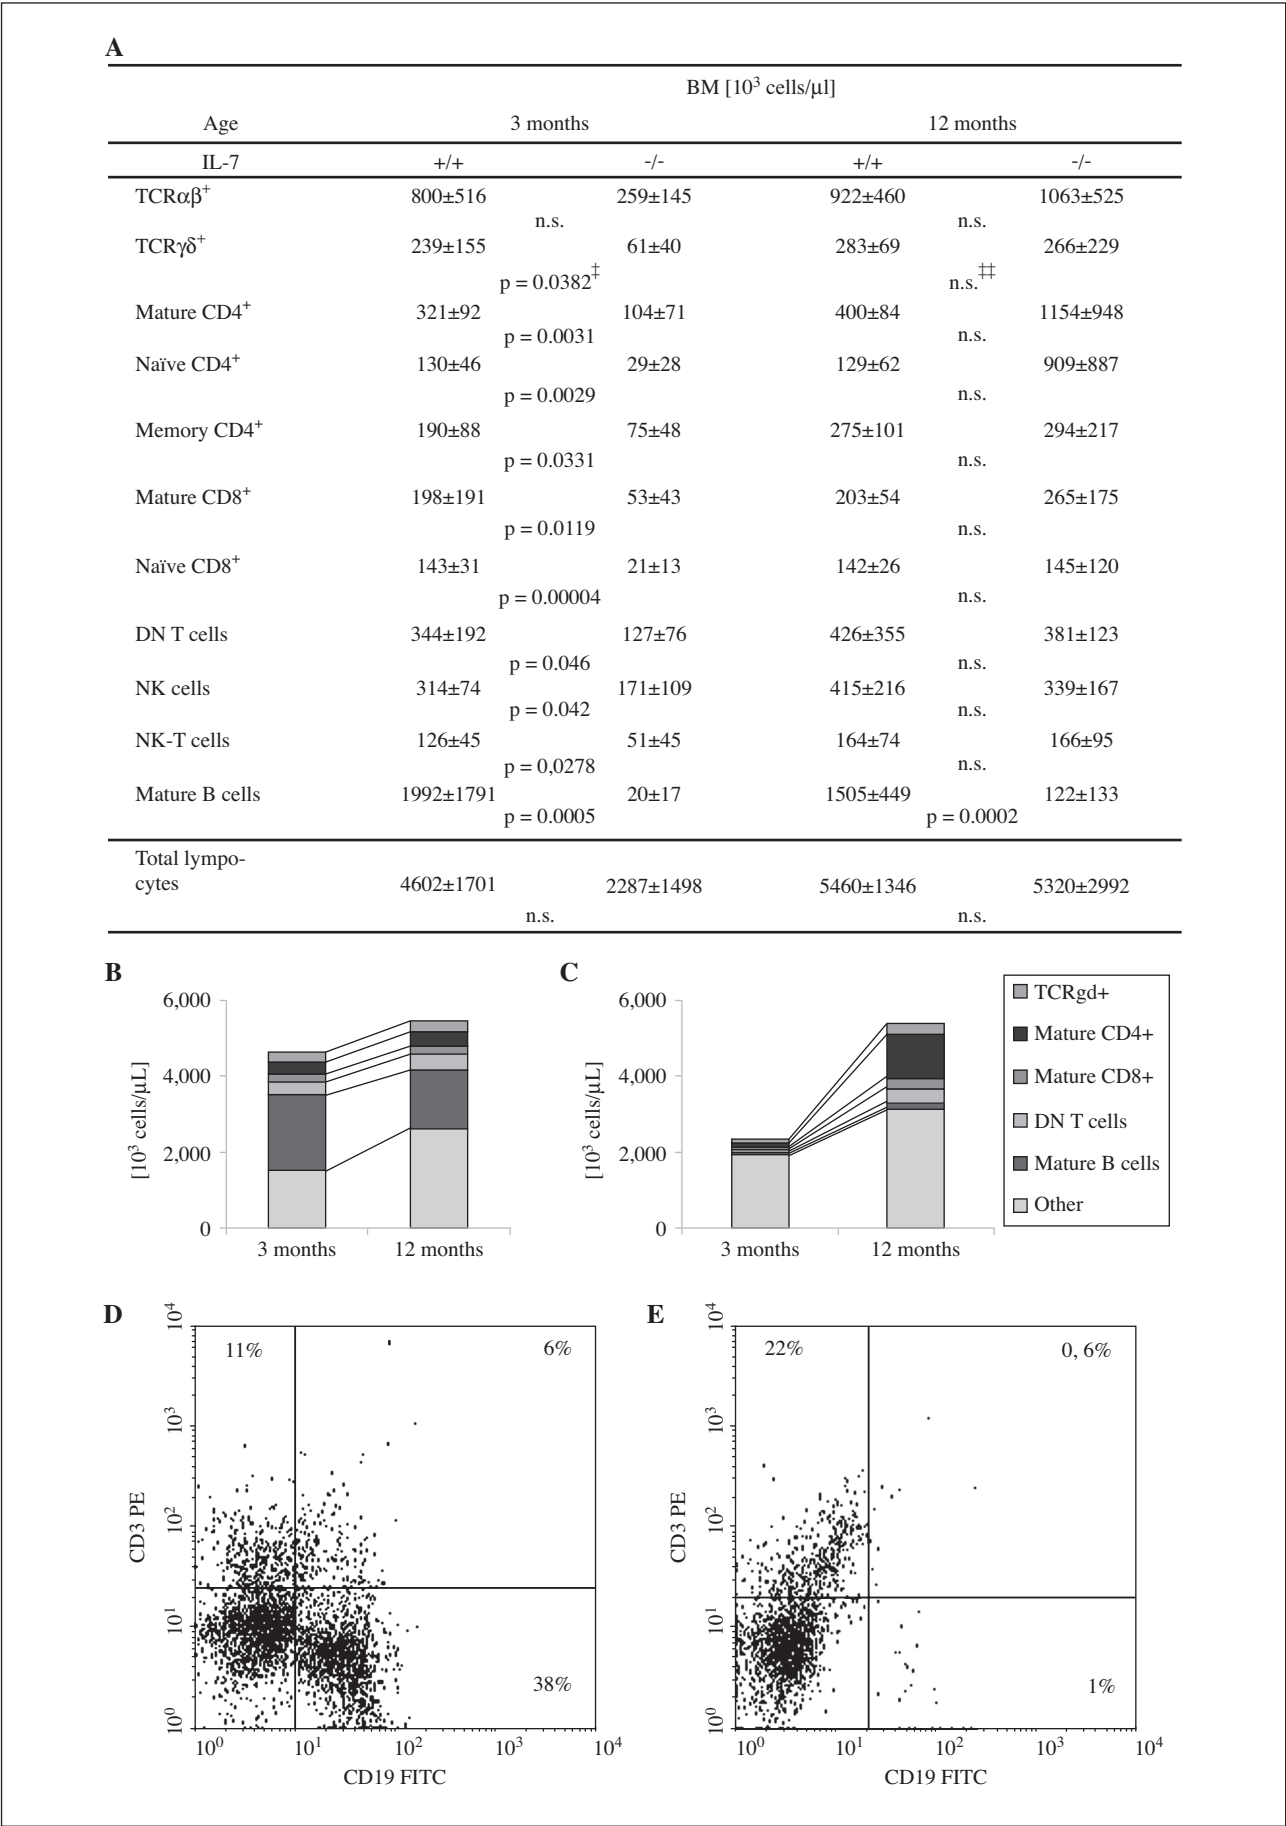 A
BM [10³ cells/μl]
Age 3 months 12 months
IL-7 +/+ -/- +/+ -/-
TCRαβ⁺ 800±516 259±145 922±460 1063±525
n.s. n.s.
TCRγδ⁺ 239±155 61±40 283±69 266±229
p = 0.0382‡ n.s.‡‡
Mature CD4⁺ 321±92 104±71 400±84 1154±948
p = 0.0031 n.s.
Naïve CD4⁺ 130±46 29±28 129±62 909±887
p = 0.0029 n.s.
Memory CD4⁺ 190±88 75±48 275±101 294±217
p = 0.0331 n.s.
Mature CD8⁺ 198±191 53±43 203±54 265±175
p = 0.0119 n.s.
Naïve CD8⁺ 143±31 21±13 142±26 145±120
p = 0.00004 n.s.
DN T cells 344±192 127±76 426±355 381±123
p = 0.046 n.s.
NK cells 314±74 171±109 415±216 339±167
p = 0.042 n.s.
NK-T cells 126±45 51±45 164±74 166±95
p = 0,0278 n.s.
Mature B cells 1992±1791 20±17 1505±449 122±133
p = 0.0005 p = 0.0002
Total lympo-
cytes 4602±1701 2287±1498 5460±1346 5320±2992
n.s. n.s.
B
[10³ cells/μL]
6,000
4,000
2,000
0
3 months 12 months
C
[10³ cells/μL]
6,000
4,000
2,000
0
3 months 12 months
TCRgd+
Mature CD4+
Mature CD8+
DN T cells
Mature B cells
Other
D
CD3 PE
10⁴
10³
10²
10¹
10⁰
11% 6%
38%
10⁰ 10¹ 10² 10³ 10⁴
CD19 FITC
E
CD3 PE
10⁴
10³
10²
10¹
10⁰
22% 0, 6%
1%
10⁰ 10¹ 10² 10³ 10⁴
CD19 FITC